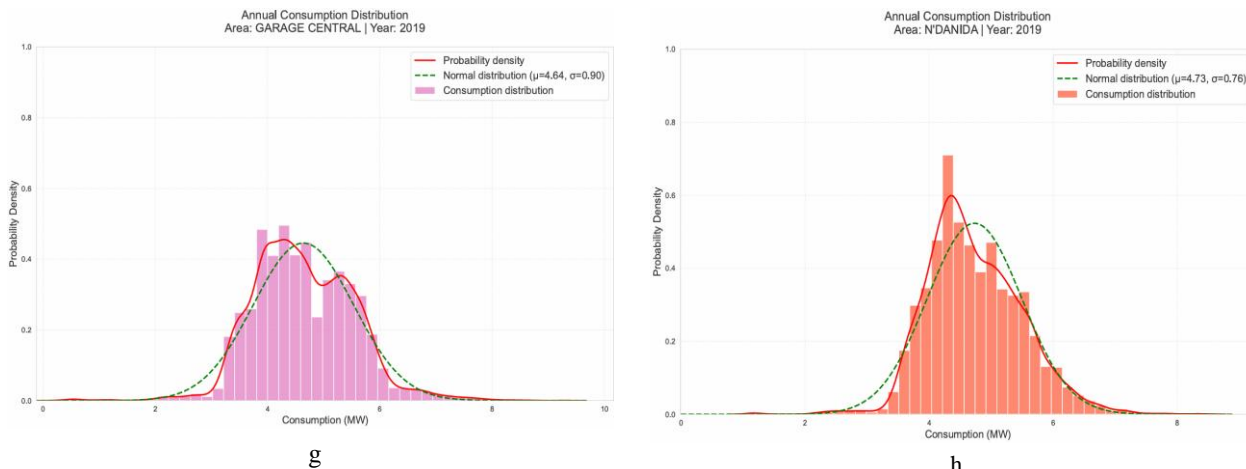 Annual Consumption Distribution
Area: GARAGE CENTRAL | Year: 2019
1.0
0.8
0.6
0.4
0.2
0.0
Probability Density
Probability density
Normal distribution (μ=4.64, σ=0.90)
Consumption distribution
0
2
4
6
8
10
Consumption (MW)
g
Annual Consumption Distribution
Area: N'DANIDA | Year: 2019
1.0
0.8
0.6
0.4
0.2
0.0
Probability Density
Probability density
Normal distribution (μ=4.73, σ=0.76)
Consumption distribution
0
2
4
6
8
Consumption (MW)
h